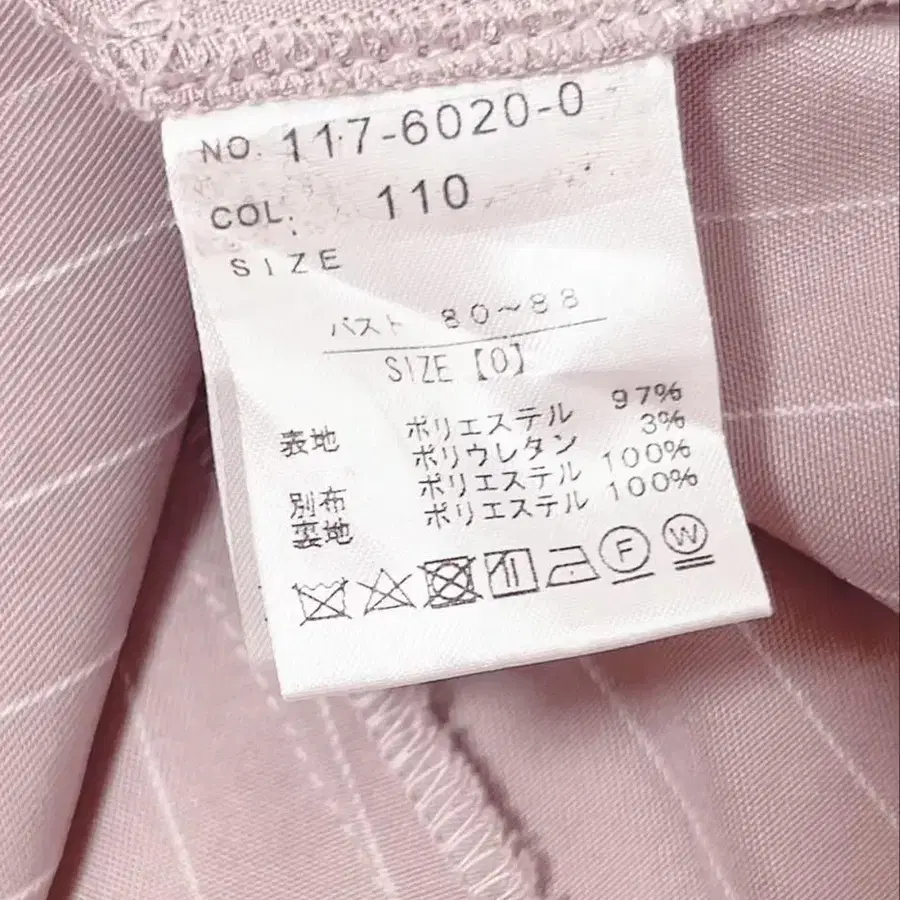 NO. 117-6020-0
COL. 110
SIZE
バスト 80〜88
SIZE【0】
表地 ポリエステル 97%
ポリウレタン 3%
別布 ポリエステル 100%
裏地 ポリエステル 100%
F W